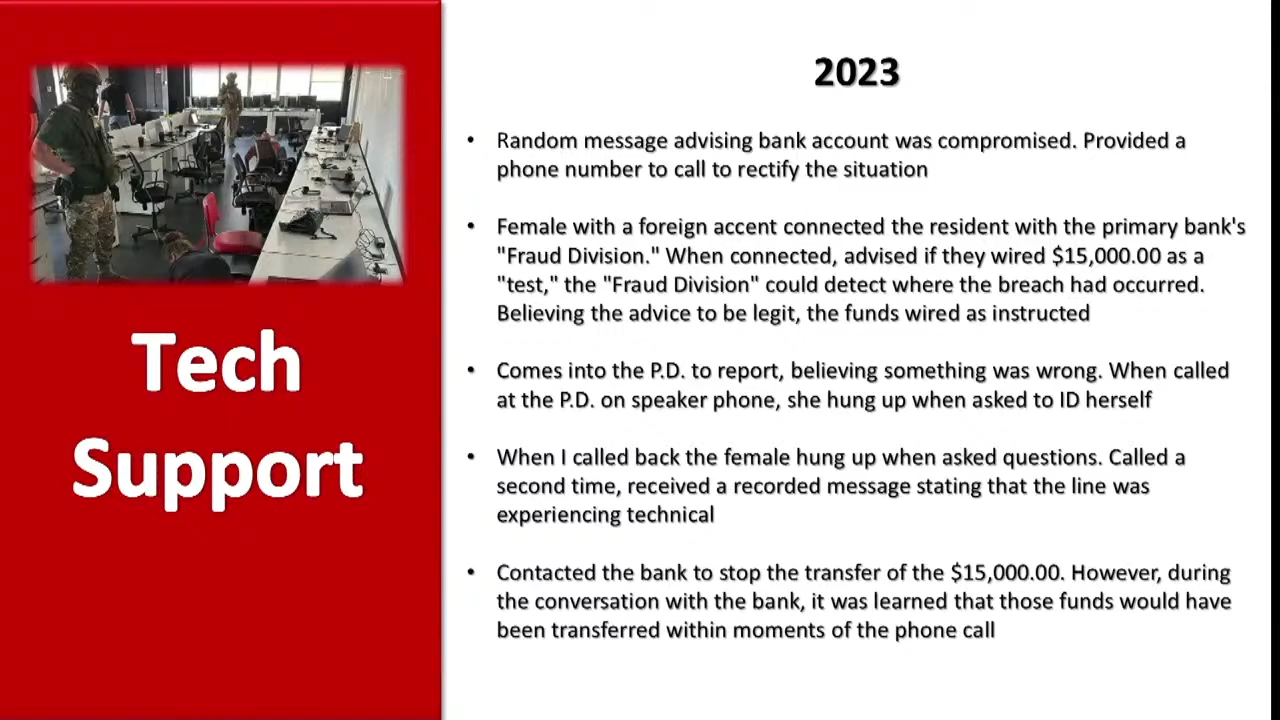 Tech
Support
2023
• Random message advising bank account was compromised. Provided a
phone number to call to rectify the situation
• Female with a foreign accent connected the resident with the primary bank's
"Fraud Division." When connected, advised if they wired $15,000.00 as a
"test," the "Fraud Division" could detect where the breach had occurred.
Believing the advice to be legit, the funds wired as instructed
• Comes into the P.D. to report, believing something was wrong. When called
at the P.D. on speaker phone, she hung up when asked to ID herself
• When I called back the female hung up when asked questions. Called a
second time, received a recorded message stating that the line was
experiencing technical
• Contacted the bank to stop the transfer of the $15,000.00. However, during
the conversation with the bank, it was learned that those funds would have
been transferred within moments of the phone call